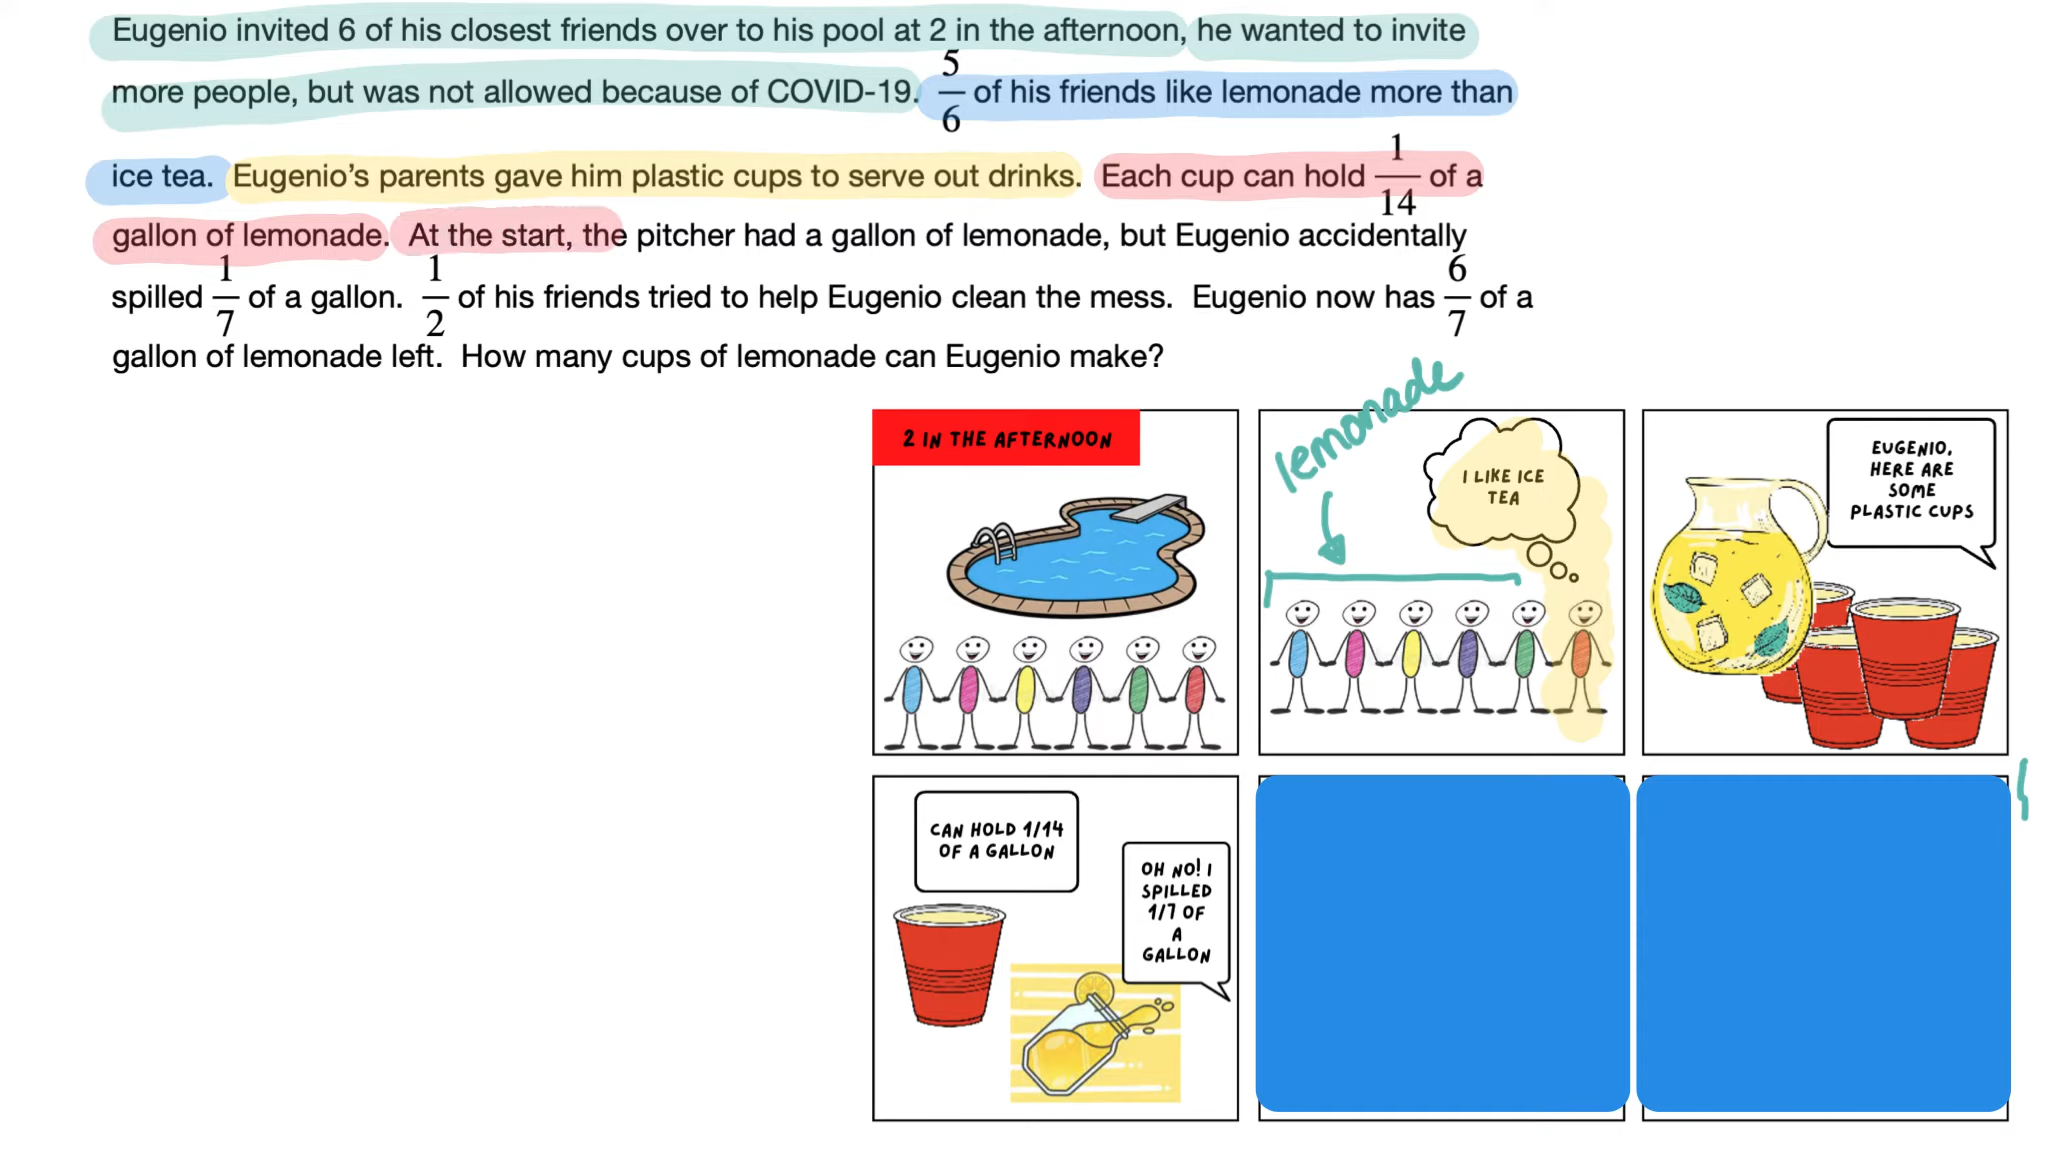 Eugenio invited 6 of his closest friends over to his pool at 2 in the afternoon, he wanted to invite
more people, but was not allowed because of COVID-19. 5/6 of his friends like lemonade more than
ice tea. Eugenio's parents gave him plastic cups to serve out drinks. Each cup can hold 1/14 of a
gallon of lemonade. At the start, the pitcher had a gallon of lemonade, but Eugenio accidentally
spilled 1/7 of a gallon. 1/2 of his friends tried to help Eugenio clean the mess. Eugenio now has 6/7 of a
gallon of lemonade left. How many cups of lemonade can Eugenio make?
2 IN THE AFTERNOON
lemonade
I LIKE ICE
TEA
EUGENIO,
HERE ARE
SOME
PLASTIC CUPS
CAN HOLD 1/14
OF A GALLON
OH NO! I
SPILLED
1/7 OF
A
GALLON